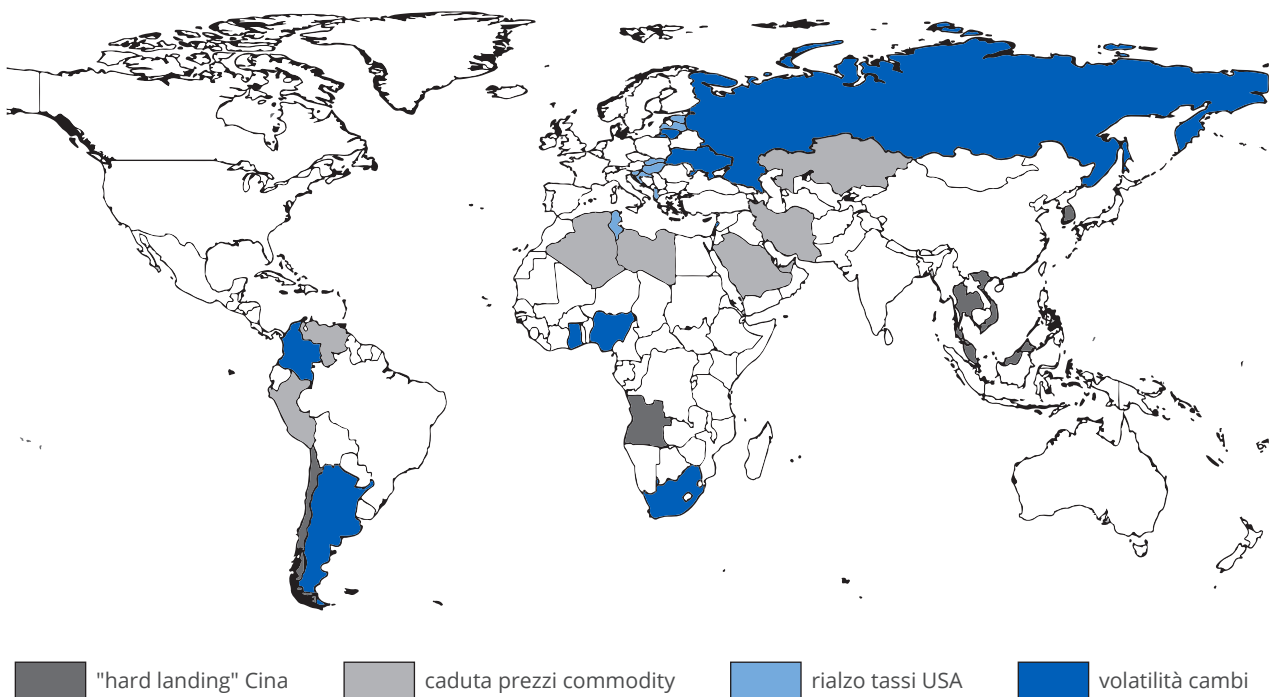 "hard landing" Cina
caduta prezzi commodity
rialzo tassi USA
volatilità cambi